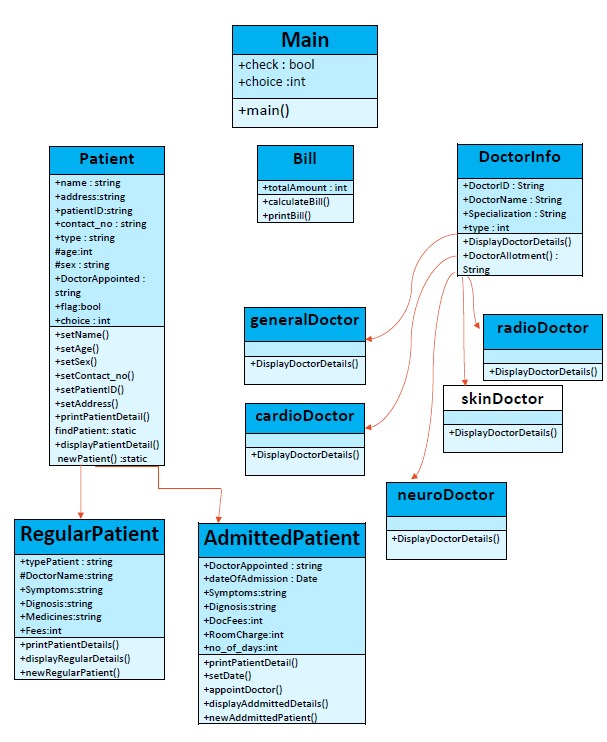 Main
+check : bool
+choice :int
+main()
Patient
+name : string
+address:string
+patientID:string
+contact_no : string
+type : string
#age:int
#sex : string
+DoctorAppointed :
string
+flag:bool
+choice : int
+setName()
+setAge()
+setSex()
+setContact_no()
+setPatientID()
+setAddress()
+printPatientDetail()
findPatient: static
+displayPatientDetail()
newPatient() :static
Bill
+totalAmount : int
+calculateBill()
+printBill()
DoctorInfo
+DoctorID : String
+DoctorName : String
+Specialization : String
+type : int
+DisplayDoctorDetails()
+DoctorAllotment() :
String
generalDoctor
+DisplayDoctorDetails()
radioDoctor
+DisplayDoctorDetails()
cardioDoctor
+DisplayDoctorDetails()
skinDoctor
+DisplayDoctorDetails()
neuroDoctor
+DisplayDoctorDetails()
RegularPatient
+typePatient : string
#DoctorName:string
+Symptoms:string
+Dignosis:string
+Medicines:string
+Fees:int
+printPatientDetails()
+displayRegularDetails()
+newRegularPatient()
AdmittedPatient
+DoctorAppointed : string
+dateOfAdmission : Date
+Symptoms:string
+Dignosis:string
+DocFees:int
+RoomCharge:int
+no_of_days:int
+printPatientDetail()
+setDate()
+appointDoctor()
+displayAddmittedDetails()
+newAddmittedPatient()